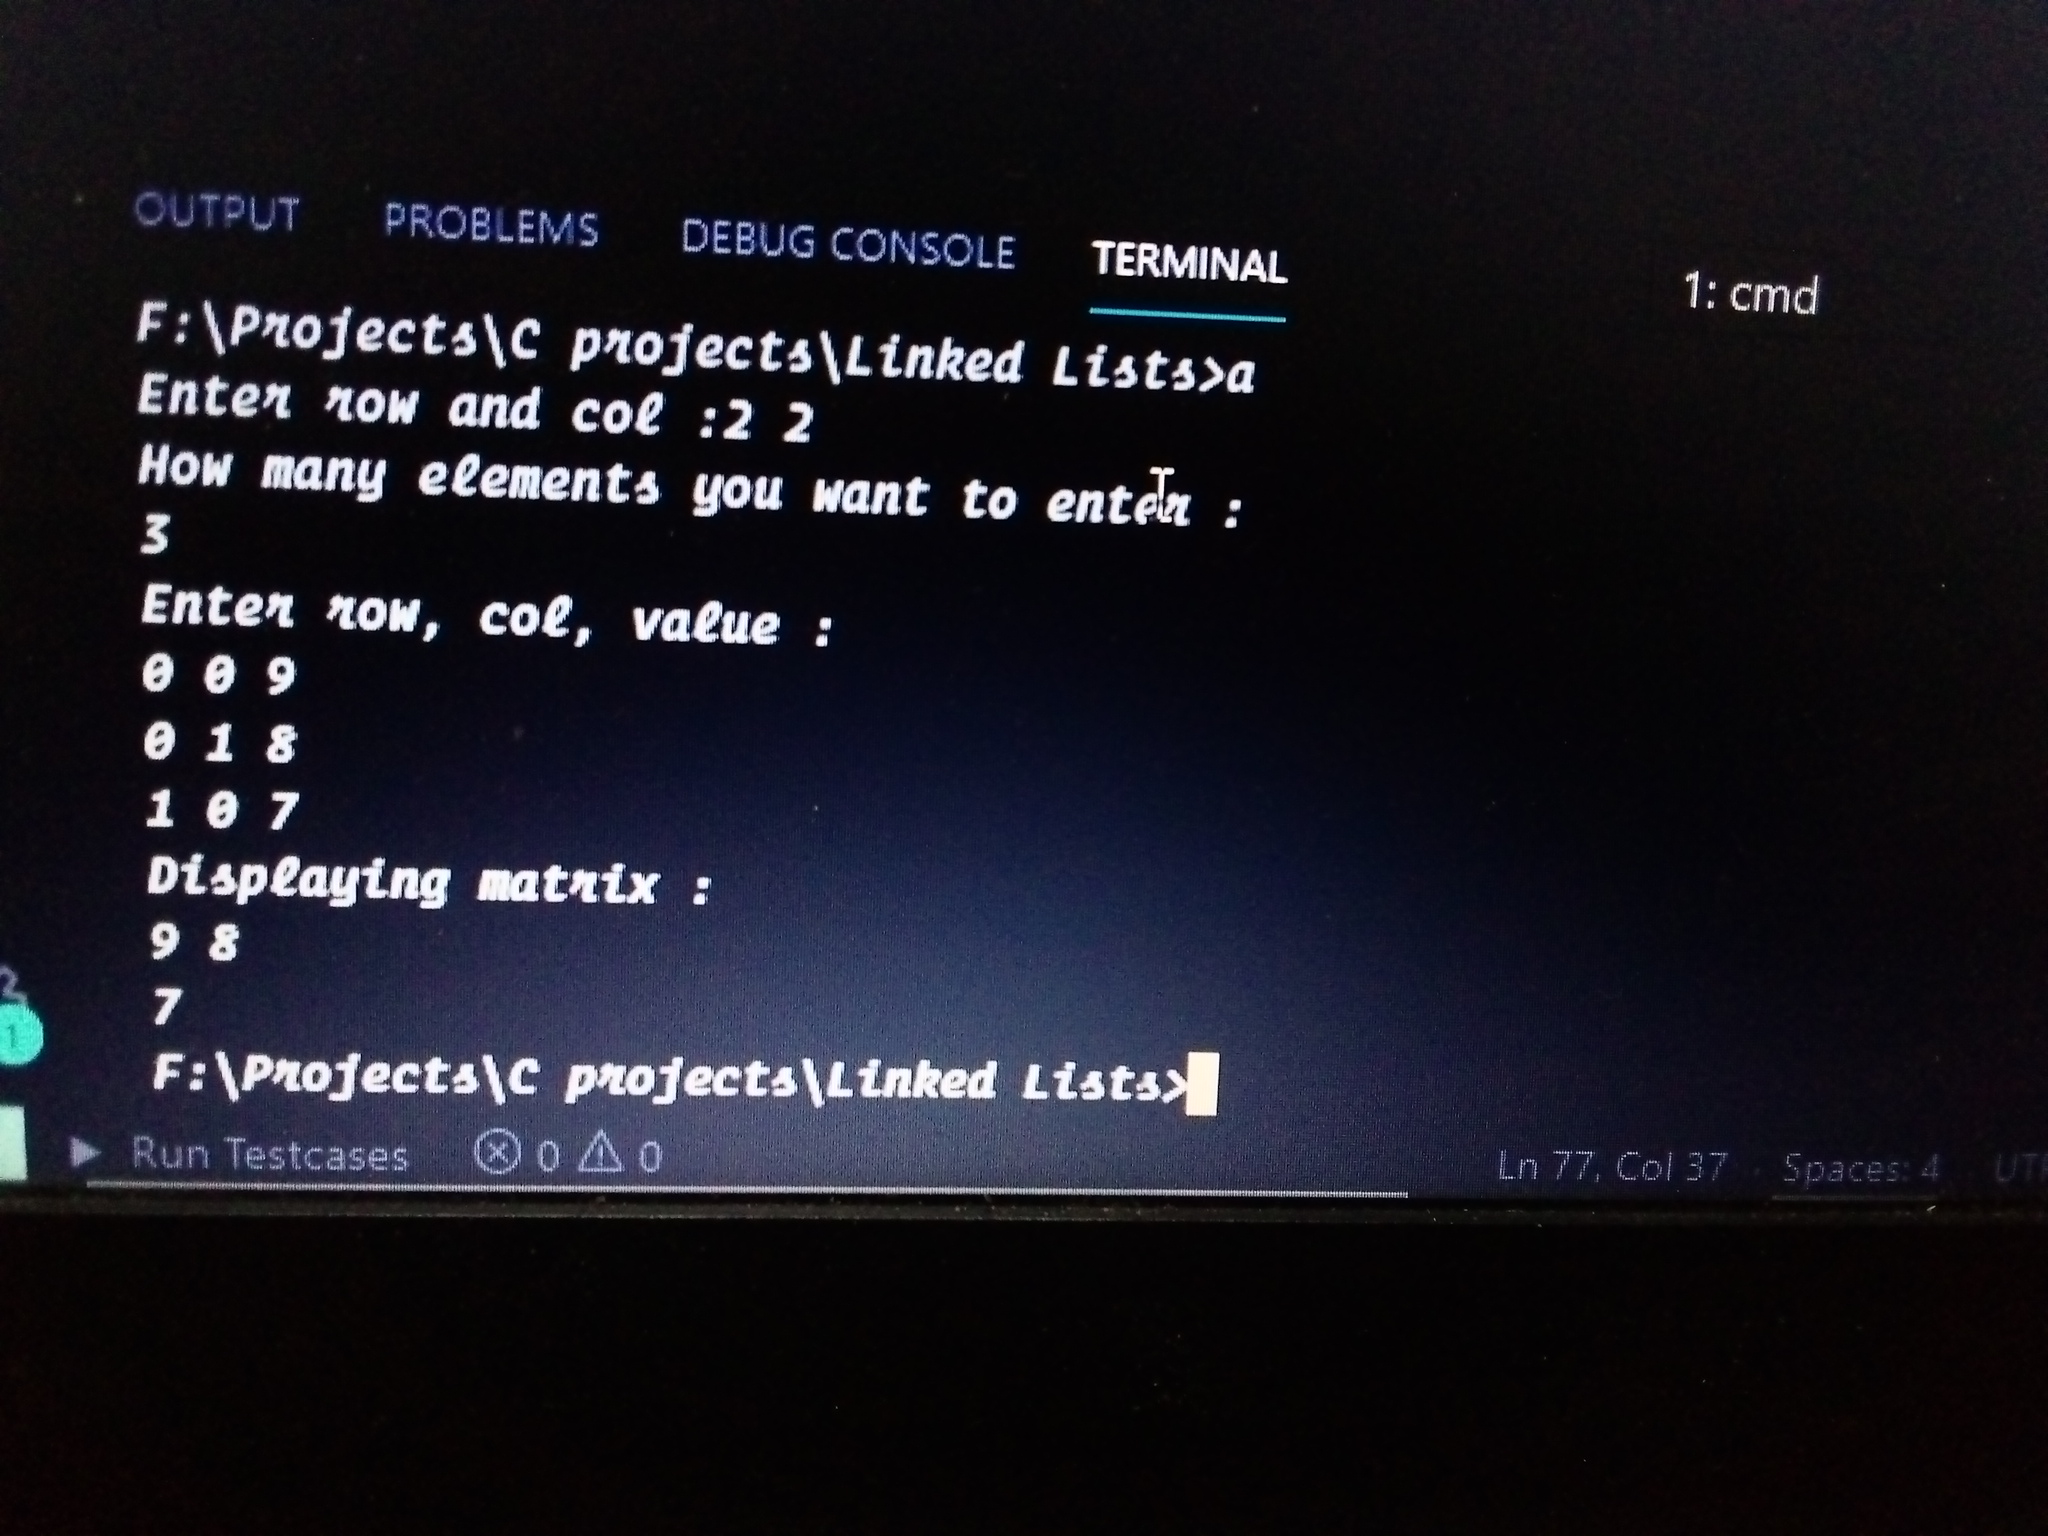 OUTPUT PROBLEMS DEBUG CONSOLE TERMINAL 1: cmd
F:\Projects\C projects\Linked Lists>a
Enter row and col :2 2
How many elements you want to enter :
3
Enter row, col, value :
0 0 9
0 1 8
1 0 7
Displaying matrix :
9 8
7
F:\Projects\C projects\Linked Lists>
1
Run Testcases 0 0 Ln 77, Col 37 Spaces: 4